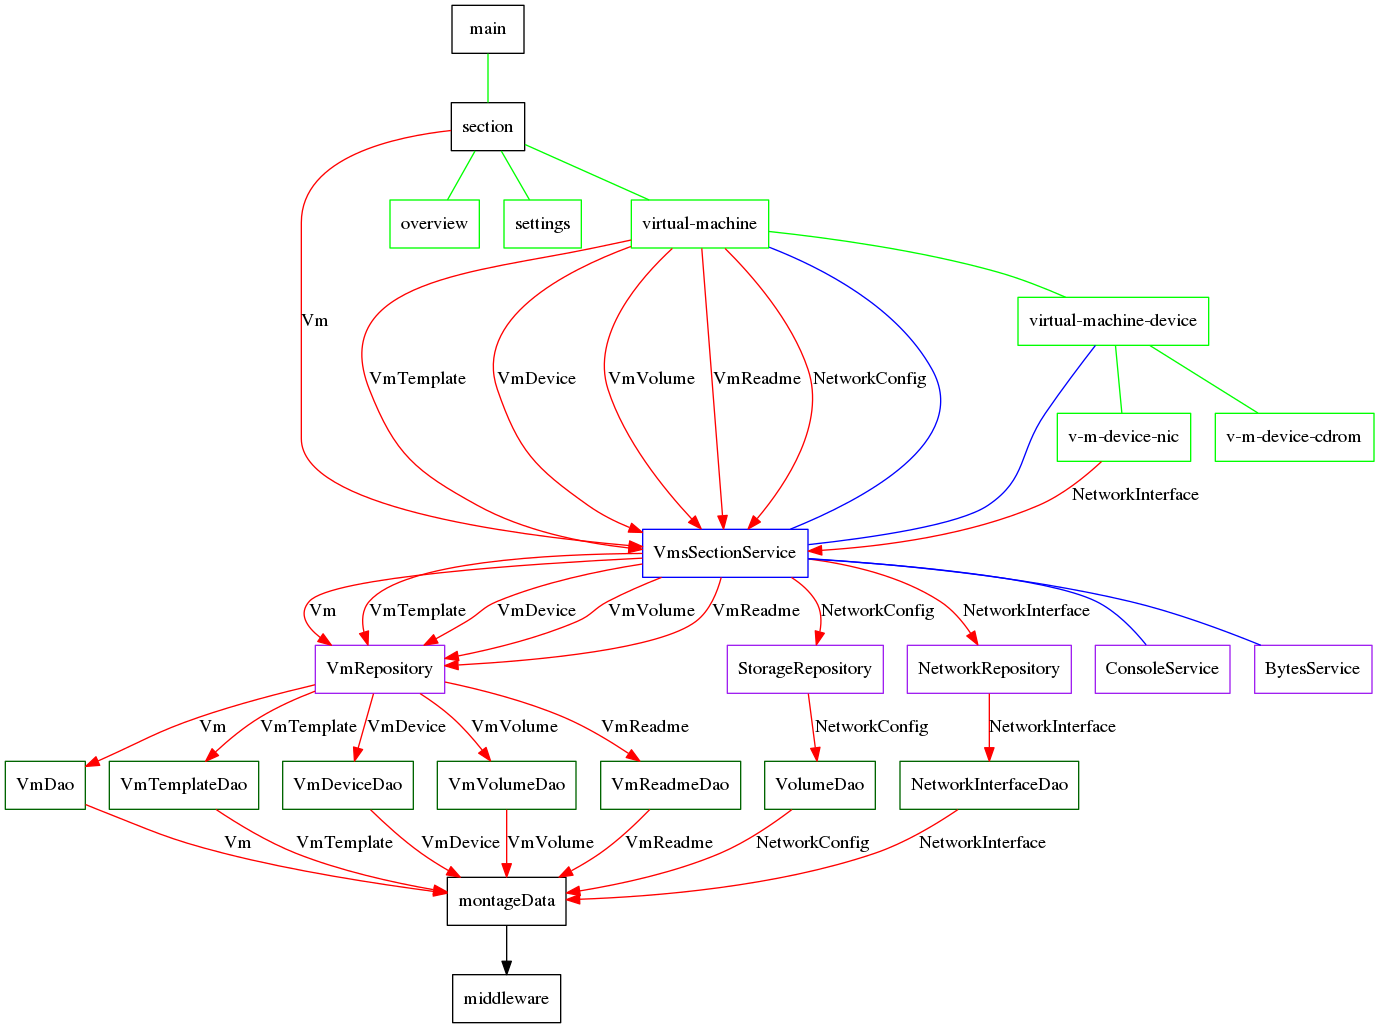 main
section
overview
settings
virtual-machine
virtual-machine-device
Vm
VmTemplate
VmDevice
VmVolume
VmReadme
NetworkConfig
v-m-device-nic
v-m-device-cdrom
NetworkInterface
VmsSectionService
Vm
VmTemplate
VmDevice
VmVolume
VmReadme
NetworkConfig
NetworkInterface
VmRepository
StorageRepository
NetworkRepository
ConsoleService
BytesService
Vm
VmTemplate
VmDevice
VmVolume
VmReadme
NetworkConfig
NetworkInterface
VmDao
VmTemplateDao
VmDeviceDao
VmVolumeDao
VmReadmeDao
VolumeDao
NetworkInterfaceDao
Vm
VmTemplate
VmDevice
VmVolume
VmReadme
NetworkConfig
NetworkInterface
montageData
middleware